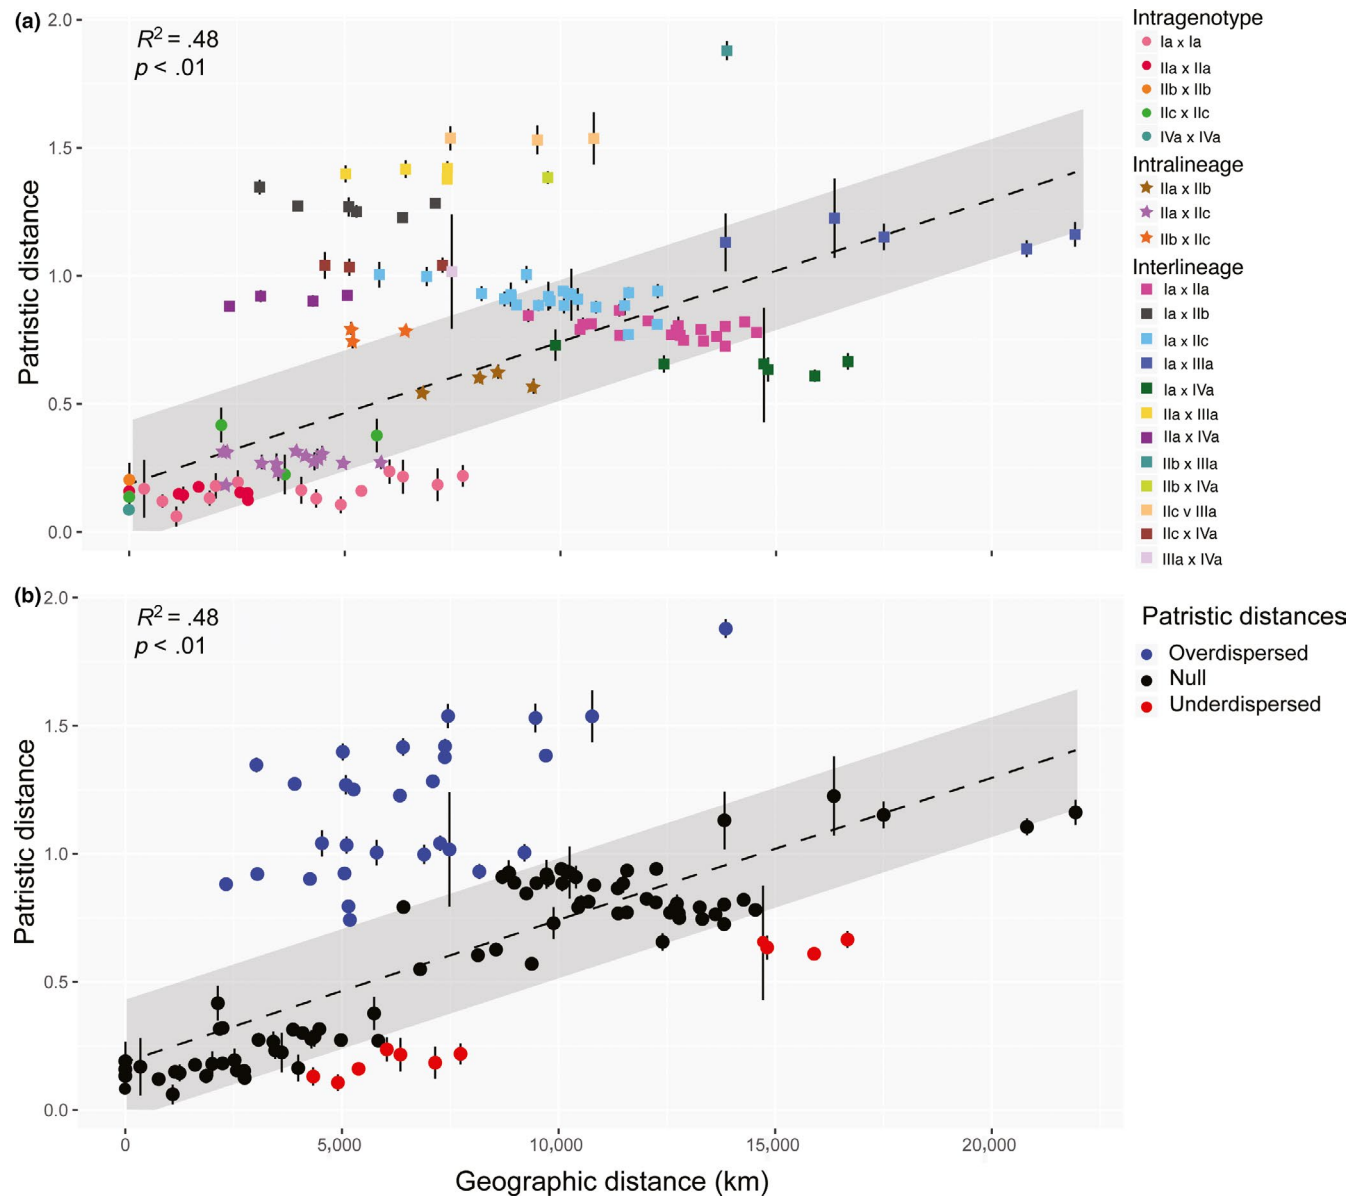 (a)
2.0
1.5
1.0
0.5
0.0
Patristic distance
R² = .48
p < .01
Intragenotype
Ia x Ia
IIa x IIa
IIb x IIb
IIc x IIc
IVa x IVa
Intralineage
IIa x IIb
IIa x IIc
IIb x IIc
Interlineage
Ia x IIa
Ia x IIb
Ia x IIc
Ia x IIIa
Ia x IVa
IIa x IIIa
IIa x IVa
IIb x IIIa
IIb x IVa
IIc v IIIa
IIc x IVa
IIIa x IVa
(b)
2.0
1.5
1.0
0.5
0.0
Patristic distance
R² = .48
p < .01
Patristic distances
Overdispersed
Null
Underdispersed
0
5,000
10,000
15,000
20,000
Geographic distance (km)